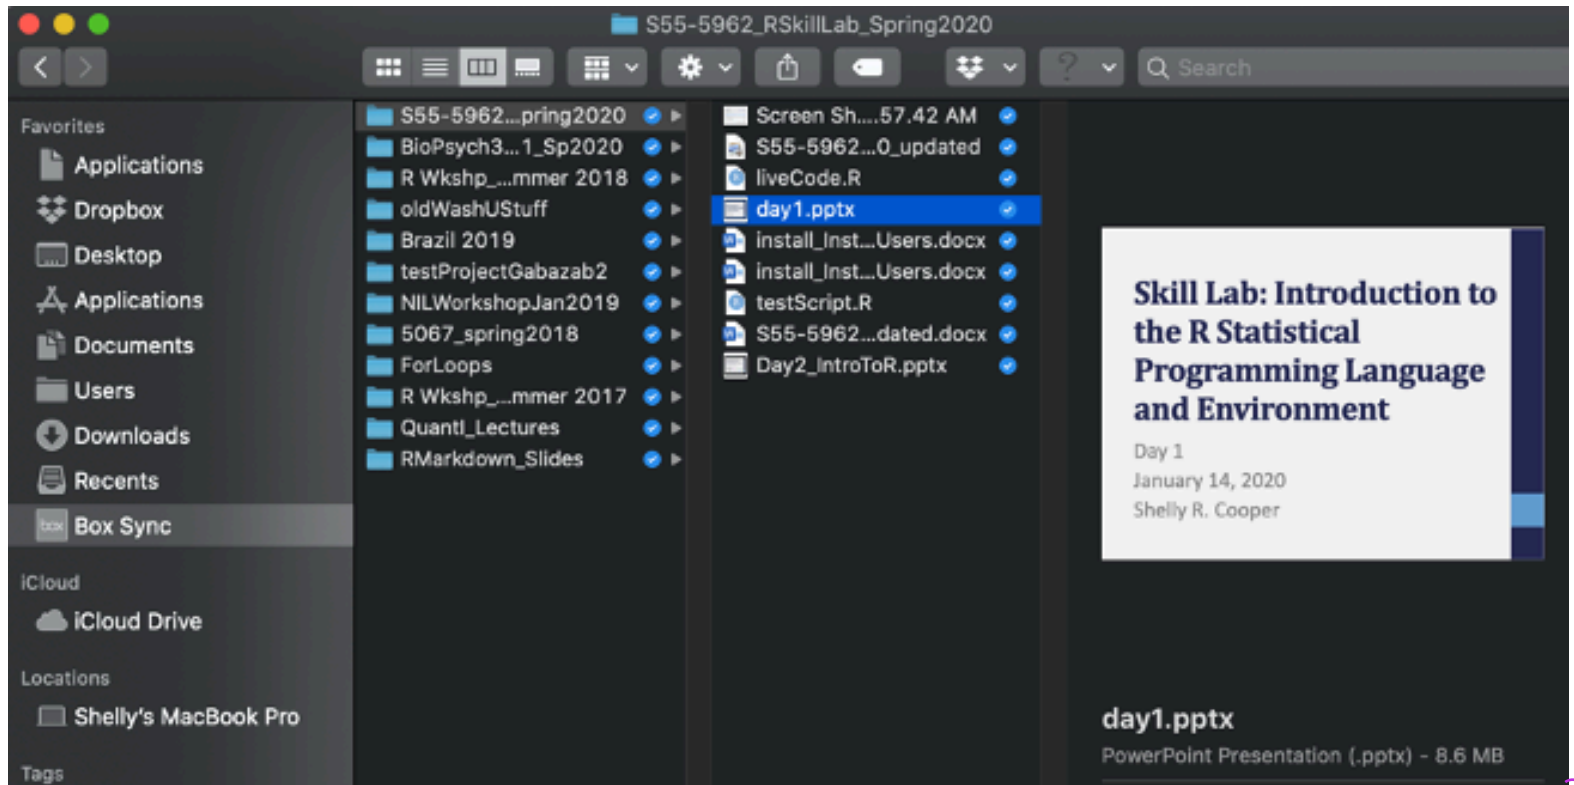 S55-5962_RSkillLab_Spring2020
Search
Favorites
Applications
Dropbox
Desktop
Applications
Documents
Users
Downloads
Recents
box Box Sync
iCloud
iCloud Drive
Locations
Shelly's MacBook Pro
Tags
S55-5962...pring2020
BioPsych3...1_Sp2020
R Wkshp_...mmer 2018
oldWashUStuff
Brazil 2019
testProjectGabazab2
NILWorkshopJan2019
5067_spring2018
ForLoops
R Wkshp_...mmer 2017
QuantI_Lectures
RMarkdown_Slides
Screen Sh....57.42 AM
S55-5962...0_updated
liveCode.R
day1.pptx
install_Inst...Users.docx
install_Inst...Users.docx
testScript.R
S55-5962...dated.docx
Day2_IntroToR.pptx
Skill Lab: Introduction to
the R Statistical
Programming Language
and Environment
Day 1
January 14, 2020
Shelly R. Cooper
day1.pptx
PowerPoint Presentation (.pptx) - 8.6 MB